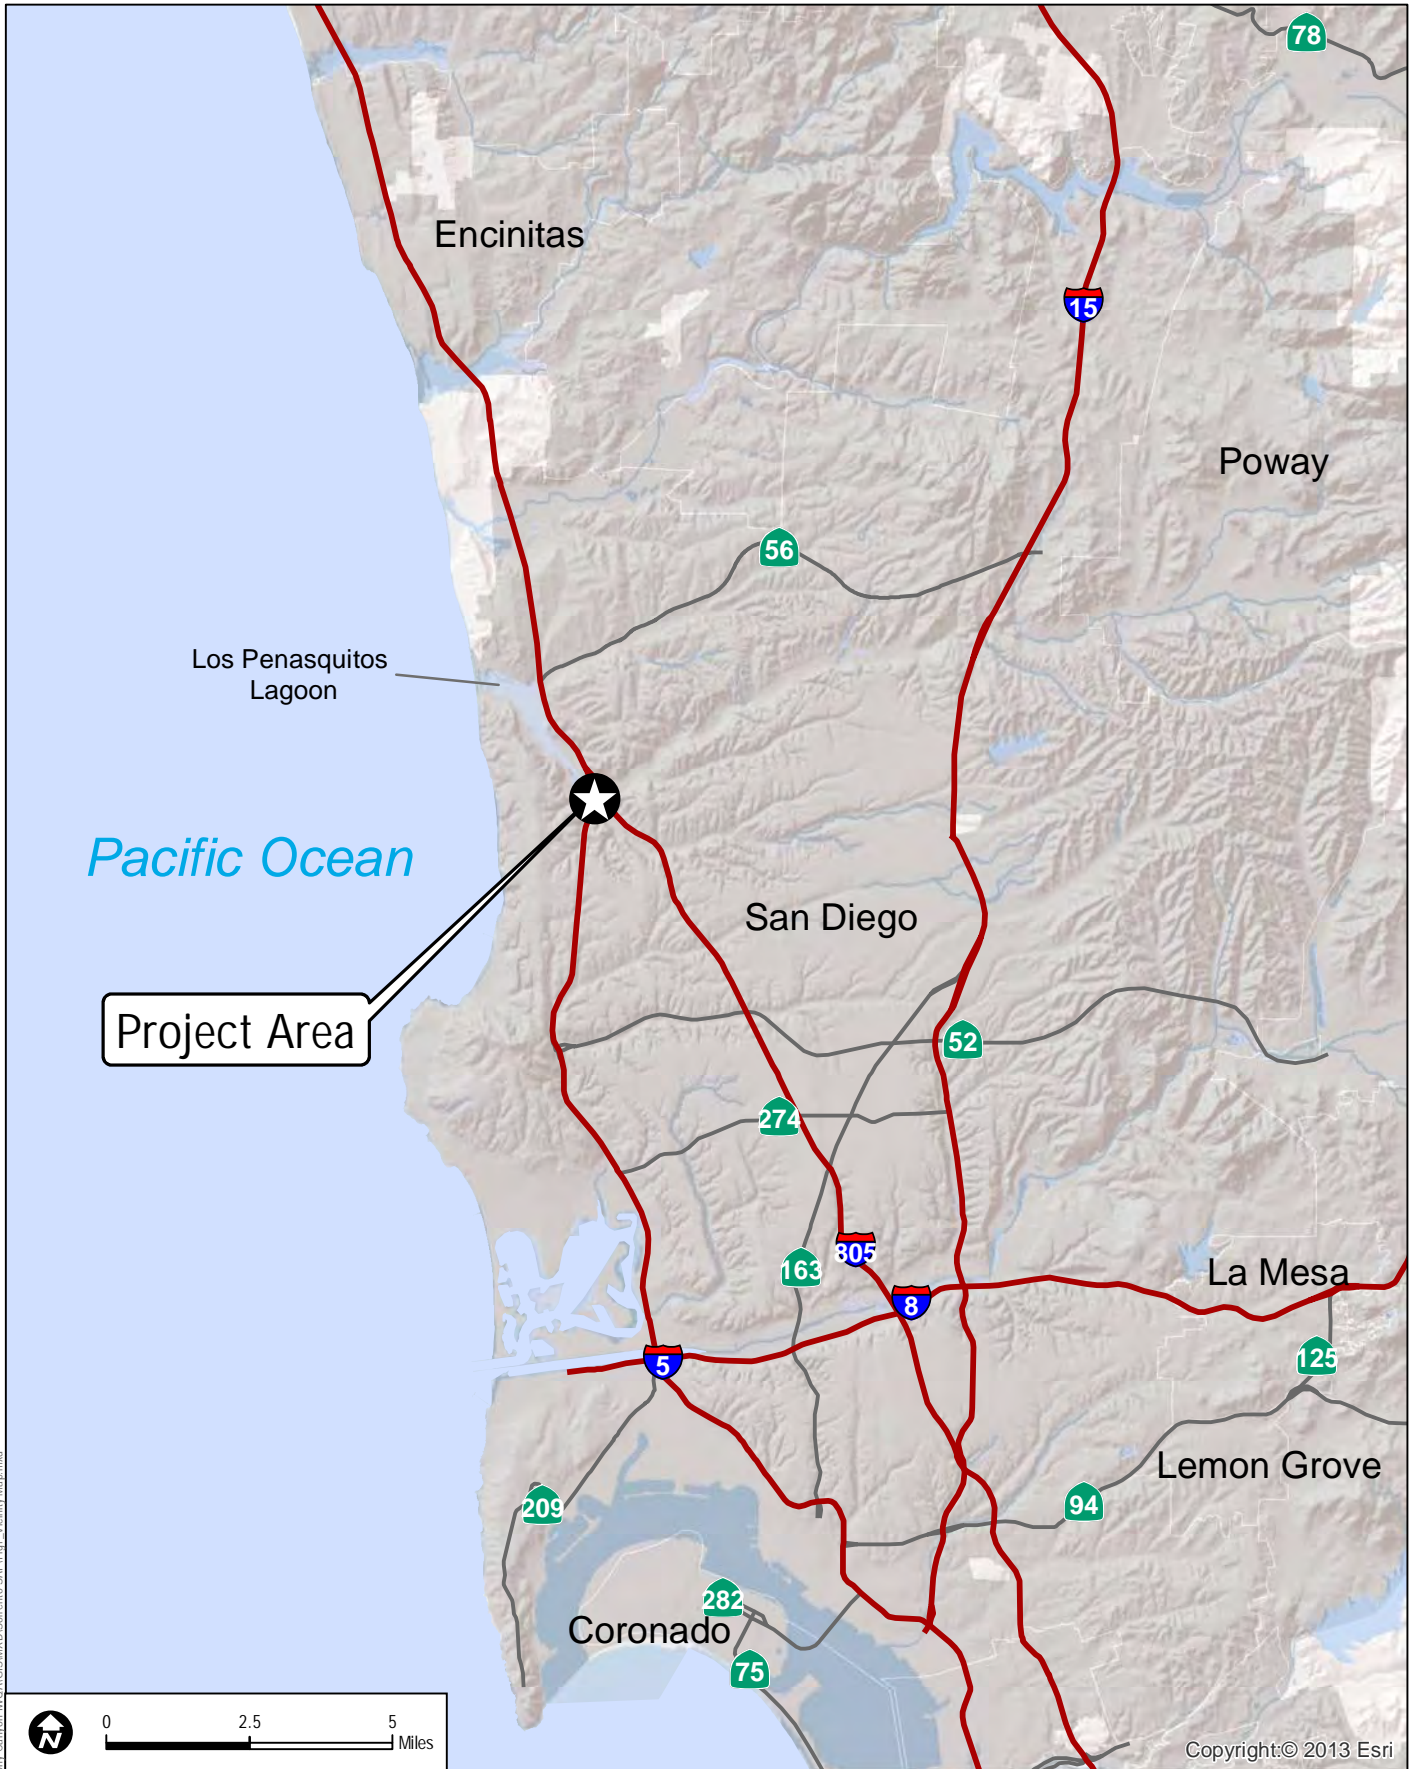 78
Encinitas
15
Poway
56
Los Penasquitos
Lagoon
Pacific Ocean
San Diego
Project Area
52
274
805
163
La Mesa
8
5
125
Lemon Grove
209
94
282
Coronado
75
N
0 2.5 5
Miles
Copyright:© 2013 Esri